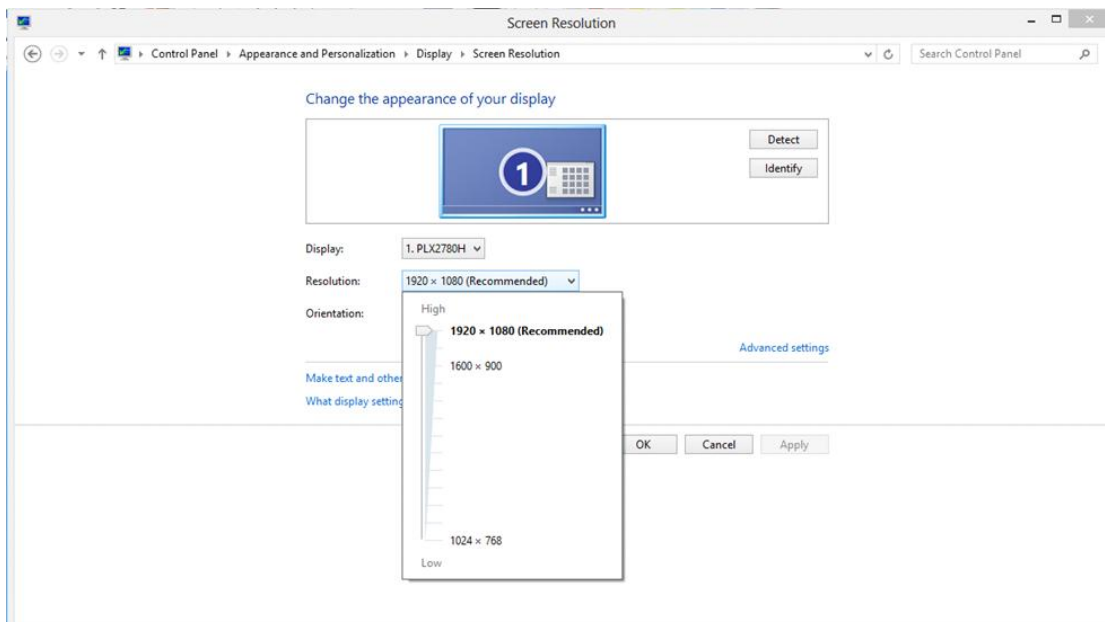 Screen Resolution
Control Panel Appearance and Personalization Display Screen Resolution
Search Control Panel
Change the appearance of your display
1
Detect
Identify
Display: 1. PLX2780H
Resolution: 1920 × 1080 (Recommended)
Orientation:
High
1920 × 1080 (Recommended)
1600 × 900
1024 × 768
Low
Advanced settings
Make text and other
What display setting
OK Cancel Apply